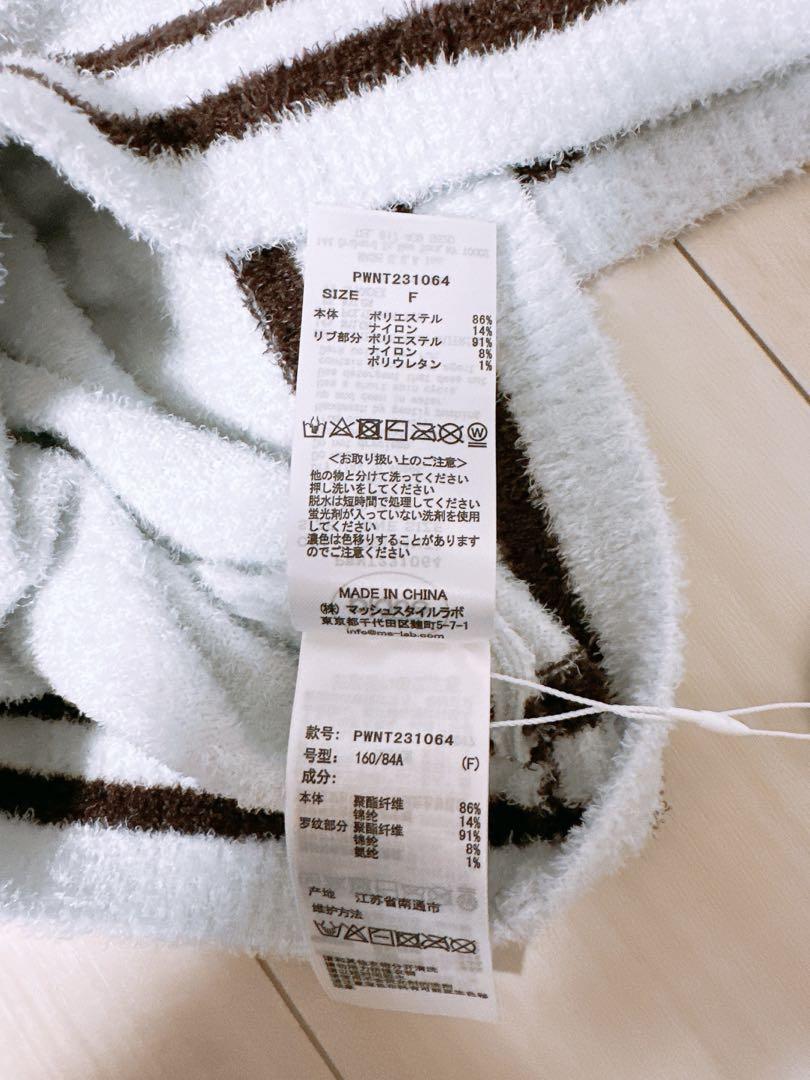 PWNT231064
SIZE F
本体 ポリエステル 86%
ナイロン 14%
リブ部分 ポリエステル 91%
ナイロン 8%
ポリウレタン 1%
W
<お取り扱い上のご注意>
他の物と分けて洗ってください
押し洗いをしてください
脱水は短時間で処理してください
蛍光剤が入っていない洗剤を使用
してください
濃色は色移りすることがあります
のでご注意ください
MADE IN CHINA
(株) マッシュスタイルラボ
東京都千代田区麹町5-7-1
info@ms-lab.com
款号: PWNT231064
号型: 160/84A (F)
成分:
本体 聚酯纤维 86%
锦纶 14%
罗纹部分 聚酯纤维 91%
锦纶 8%
氨纶 1%
产地 江苏省南通市
维护方法